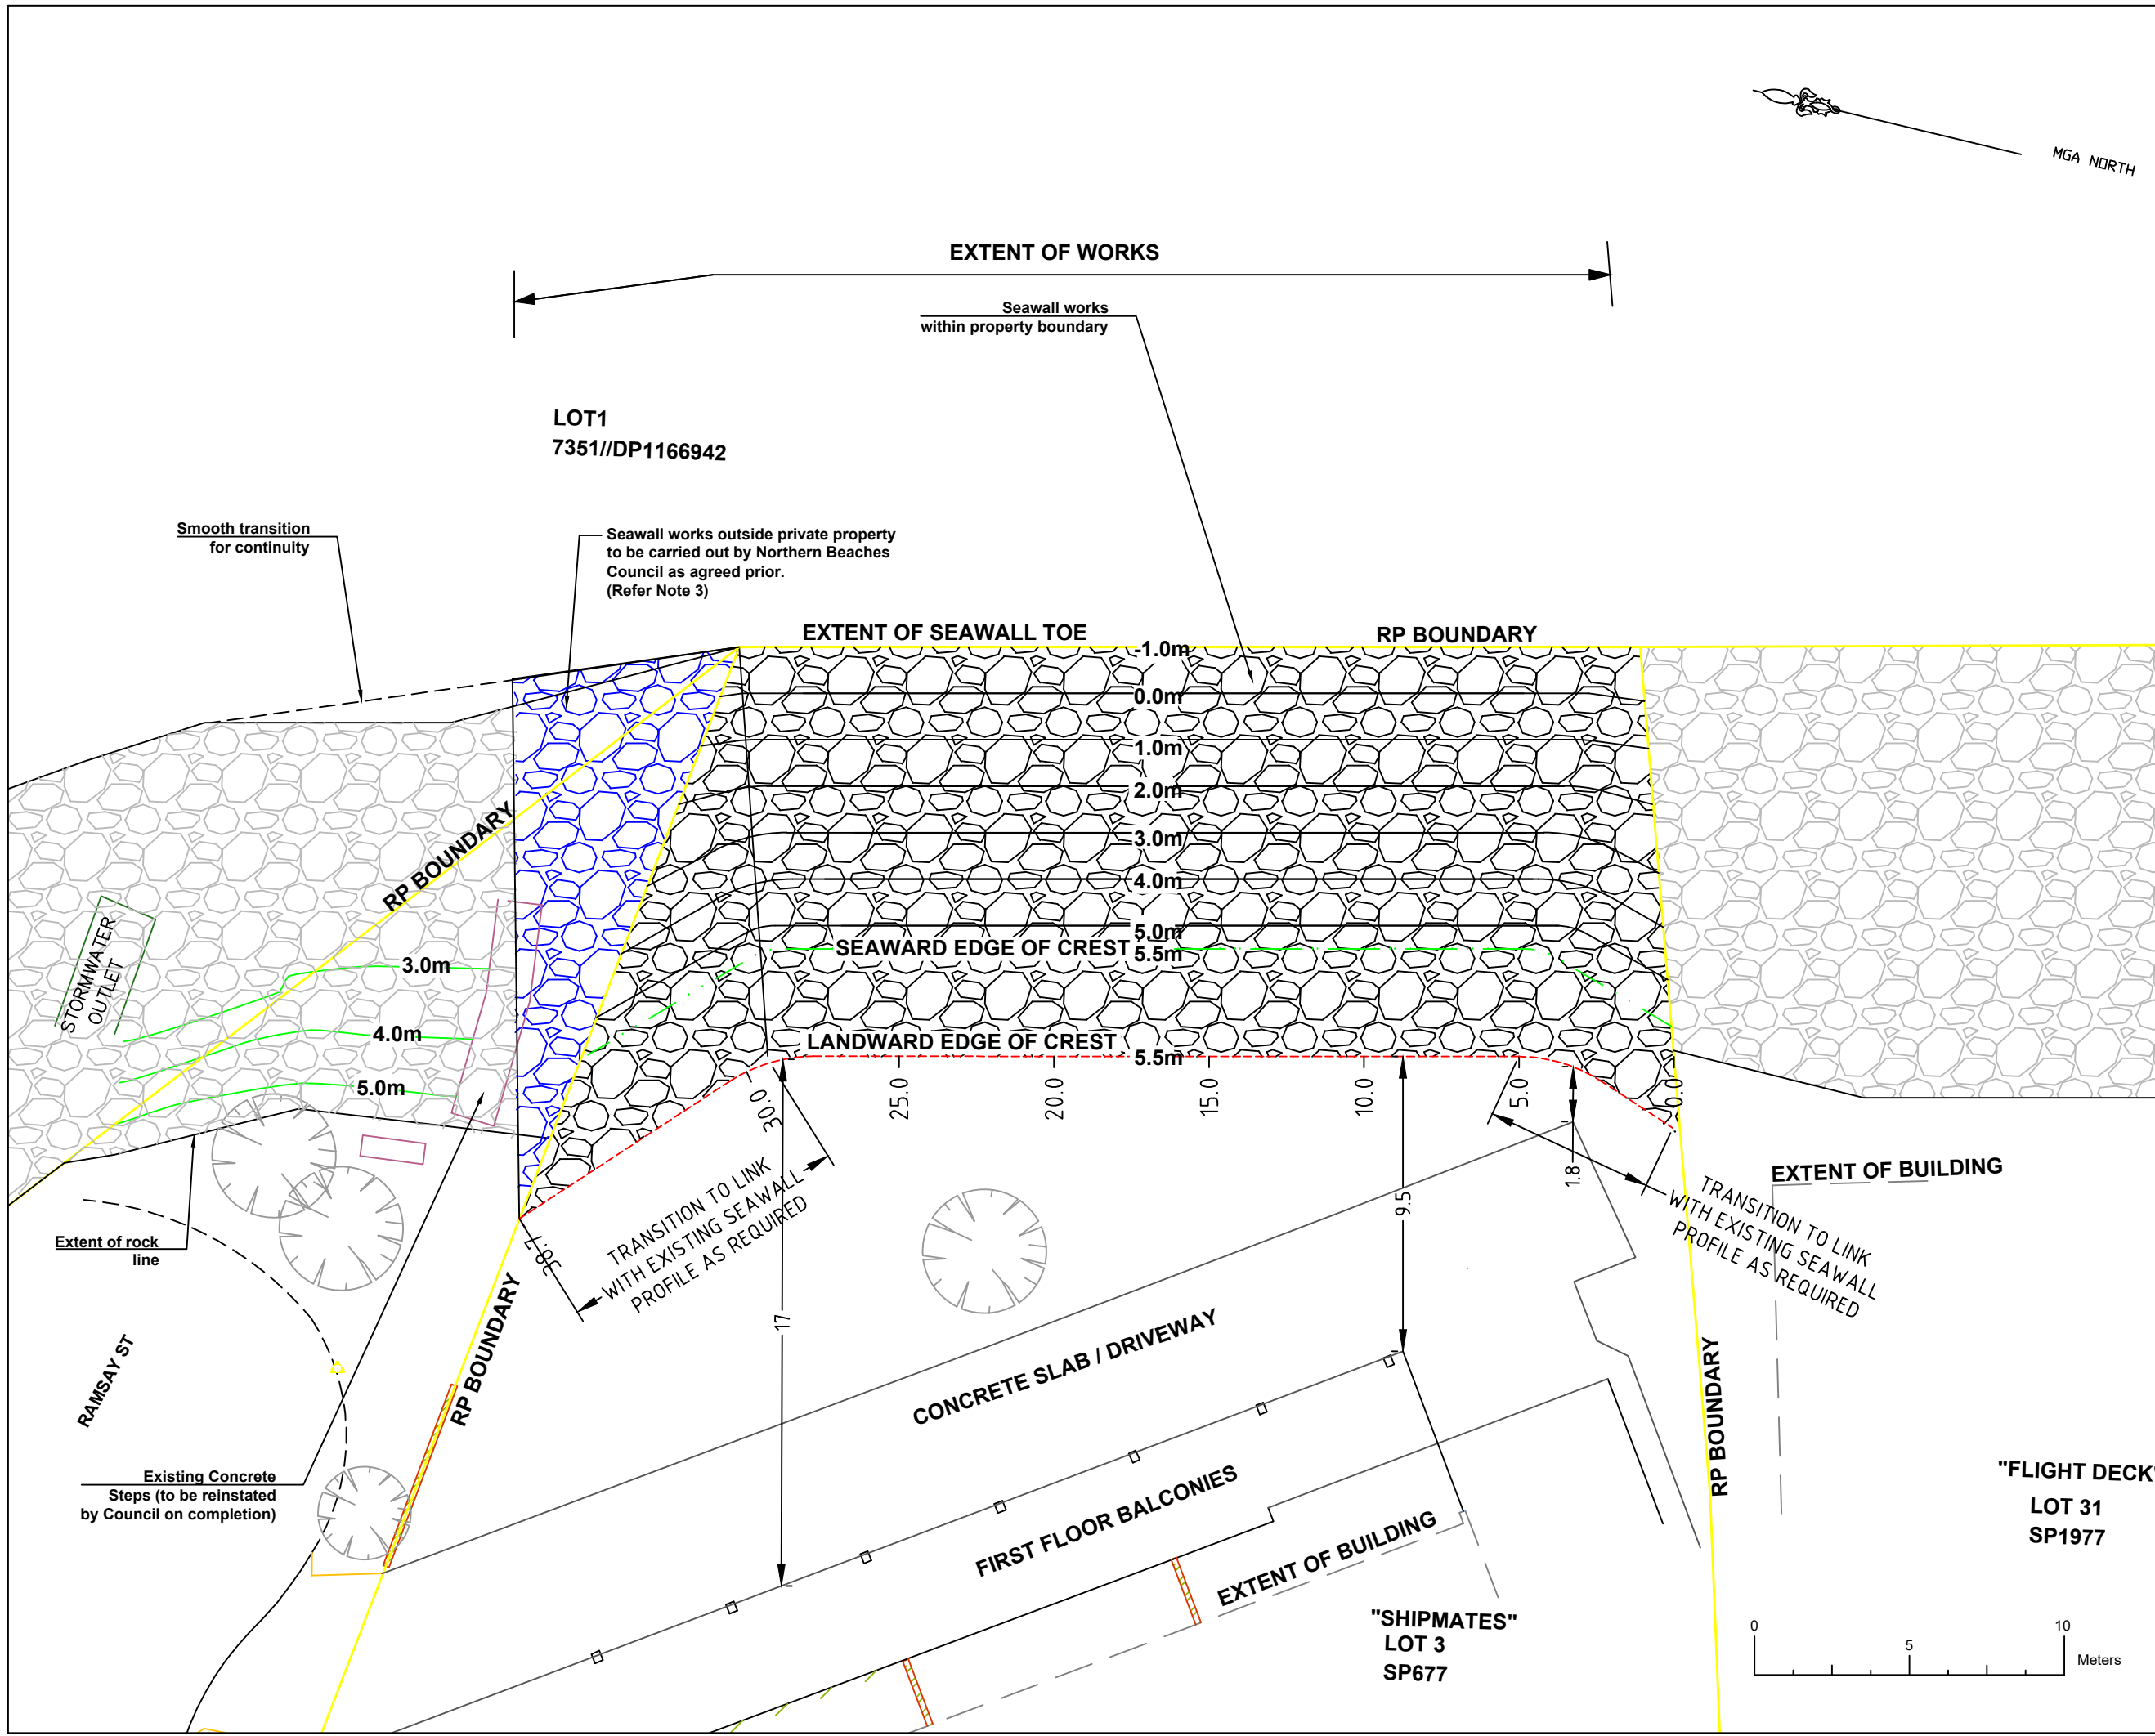 MGA NORTH
EXTENT OF WORKS
Seawall works
within property boundary
LOT1
7351//DP1166942
Smooth transition
for continuity
Seawall works outside private property
to be carried out by Northern Beaches
Council as agreed prior.
(Refer Note 3)
EXTENT OF SEAWALL TOE
RP BOUNDARY
-1.0m
0.0m
1.0m
2.0m
3.0m
4.0m
5.0m
SEAWARD EDGE OF CREST
5.5m
LANDWARD EDGE OF CREST
5.5m
RP BOUNDARY
STORMWATER
OUTLET
3.0m
4.0m
5.0m
38.7
30.0
25.0
20.0
15.0
10.0
5.0
0.0
TRANSITION TO LINK
WITH EXISTING SEAWALL
PROFILE AS REQUIRED
17
9.5
1.8
TRANSITION TO LINK
WITH EXISTING SEAWALL
PROFILE AS REQUIRED
EXTENT OF BUILDING
Extent of rock
line
RAMSAY ST
RP BOUNDARY
CONCRETE SLAB / DRIVEWAY
RP BOUNDARY
Existing Concrete
Steps (to be reinstated
by Council on completion)
FIRST FLOOR BALCONIES
EXTENT OF BUILDING
"SHIPMATES"
LOT 3
SP677
"FLIGHT DECK"
LOT 31
SP1977
0
5
10
Meters